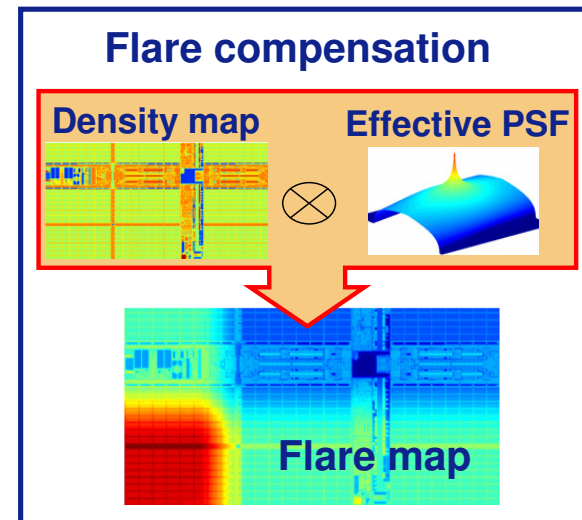 Flare compensation
Density map
Effective PSF
Flare map